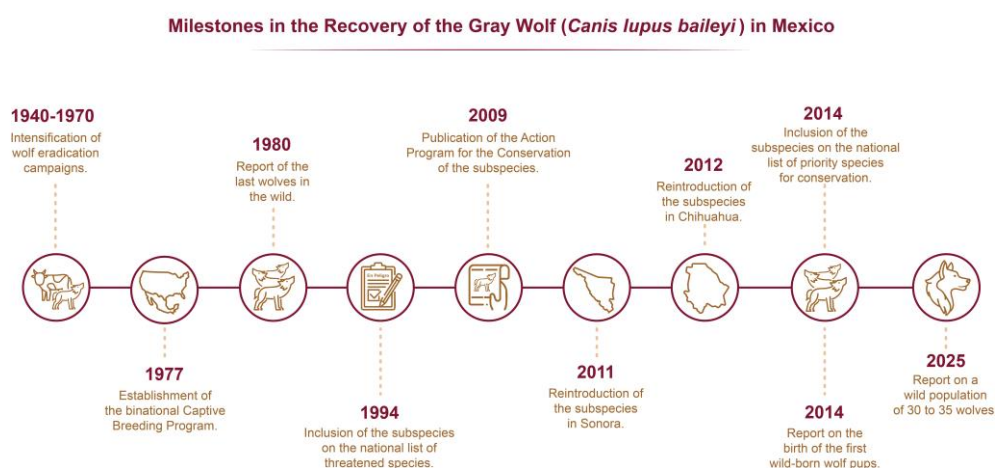 Milestones in the Recovery of the Gray Wolf (Canis lupus baileyi) in Mexico
1940-1970
Intensification of
wolf eradication
campaigns.
1977
Establishment of
the binational Captive
Breeding Program.
1980
Report of the
last wolves in
the wild.
En Peligro
1994
Inclusion of the subspecies
on the national list of
threatened species.
2009
Publication of the Action
Program for the Conservation
of the subspecies.
2011
Reintroduction of
the subspecies
in Sonora.
2012
Reintroduction of
the subspecies
in Chihuahua.
2014
Inclusion of the
subspecies on the national
list of priority species
for conservation.
2014
Report on the
birth of the first
wild-born wolf pups.
2025
Report on a
wild population
of 30 to 35 wolves